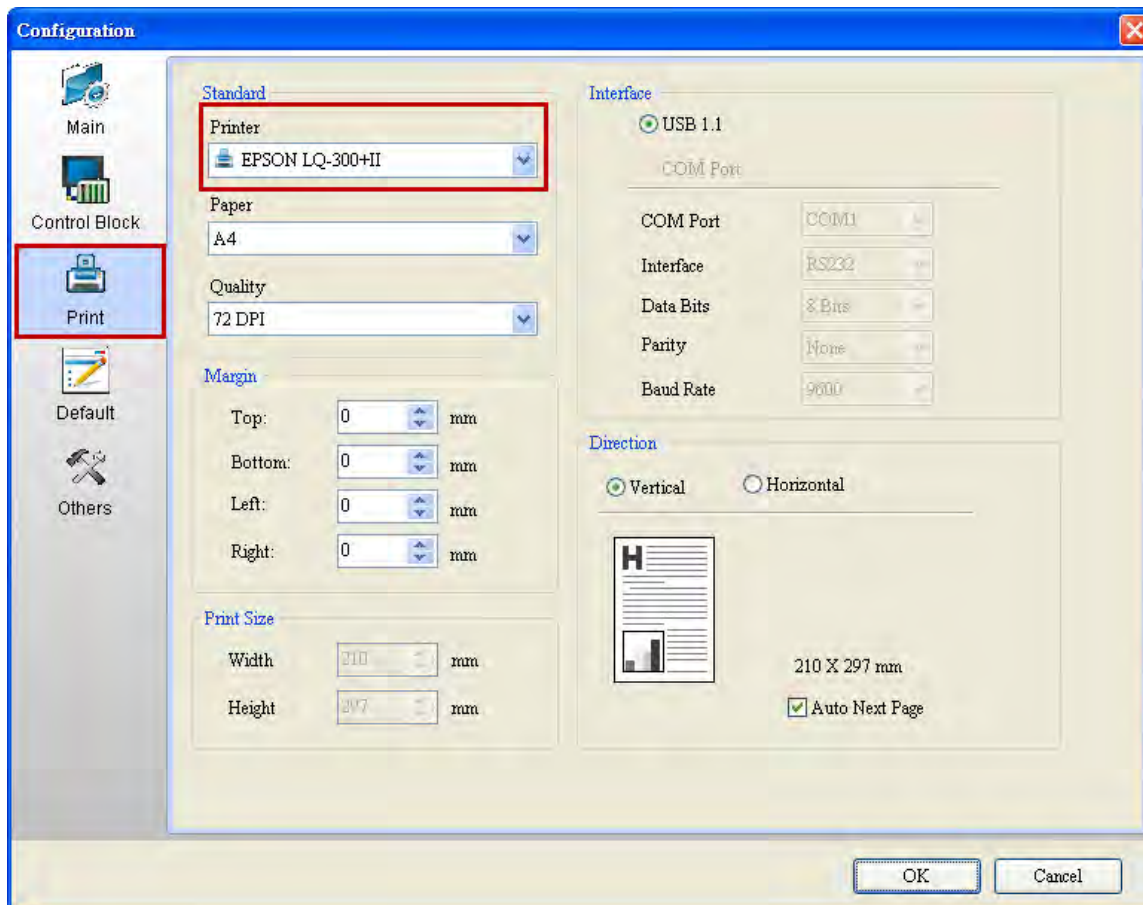 Configuration
Main
Control Block
Print
Default
Others
Standard
Printer
EPSON LQ-300+II
Paper
A4
Quality
72 DPI
Margin
Top: 0 mm
Bottom: 0 mm
Left: 0 mm
Right: 0 mm
Print Size
Width 210 mm
Height 297 mm
Interface
USB 1.1
COM Port
COM Port COM1
Interface RS232
Data Bits 8 Bits
Parity None
Baud Rate 9600
Direction
Vertical Horizontal
H
210 X 297 mm
Auto Next Page
OK Cancel